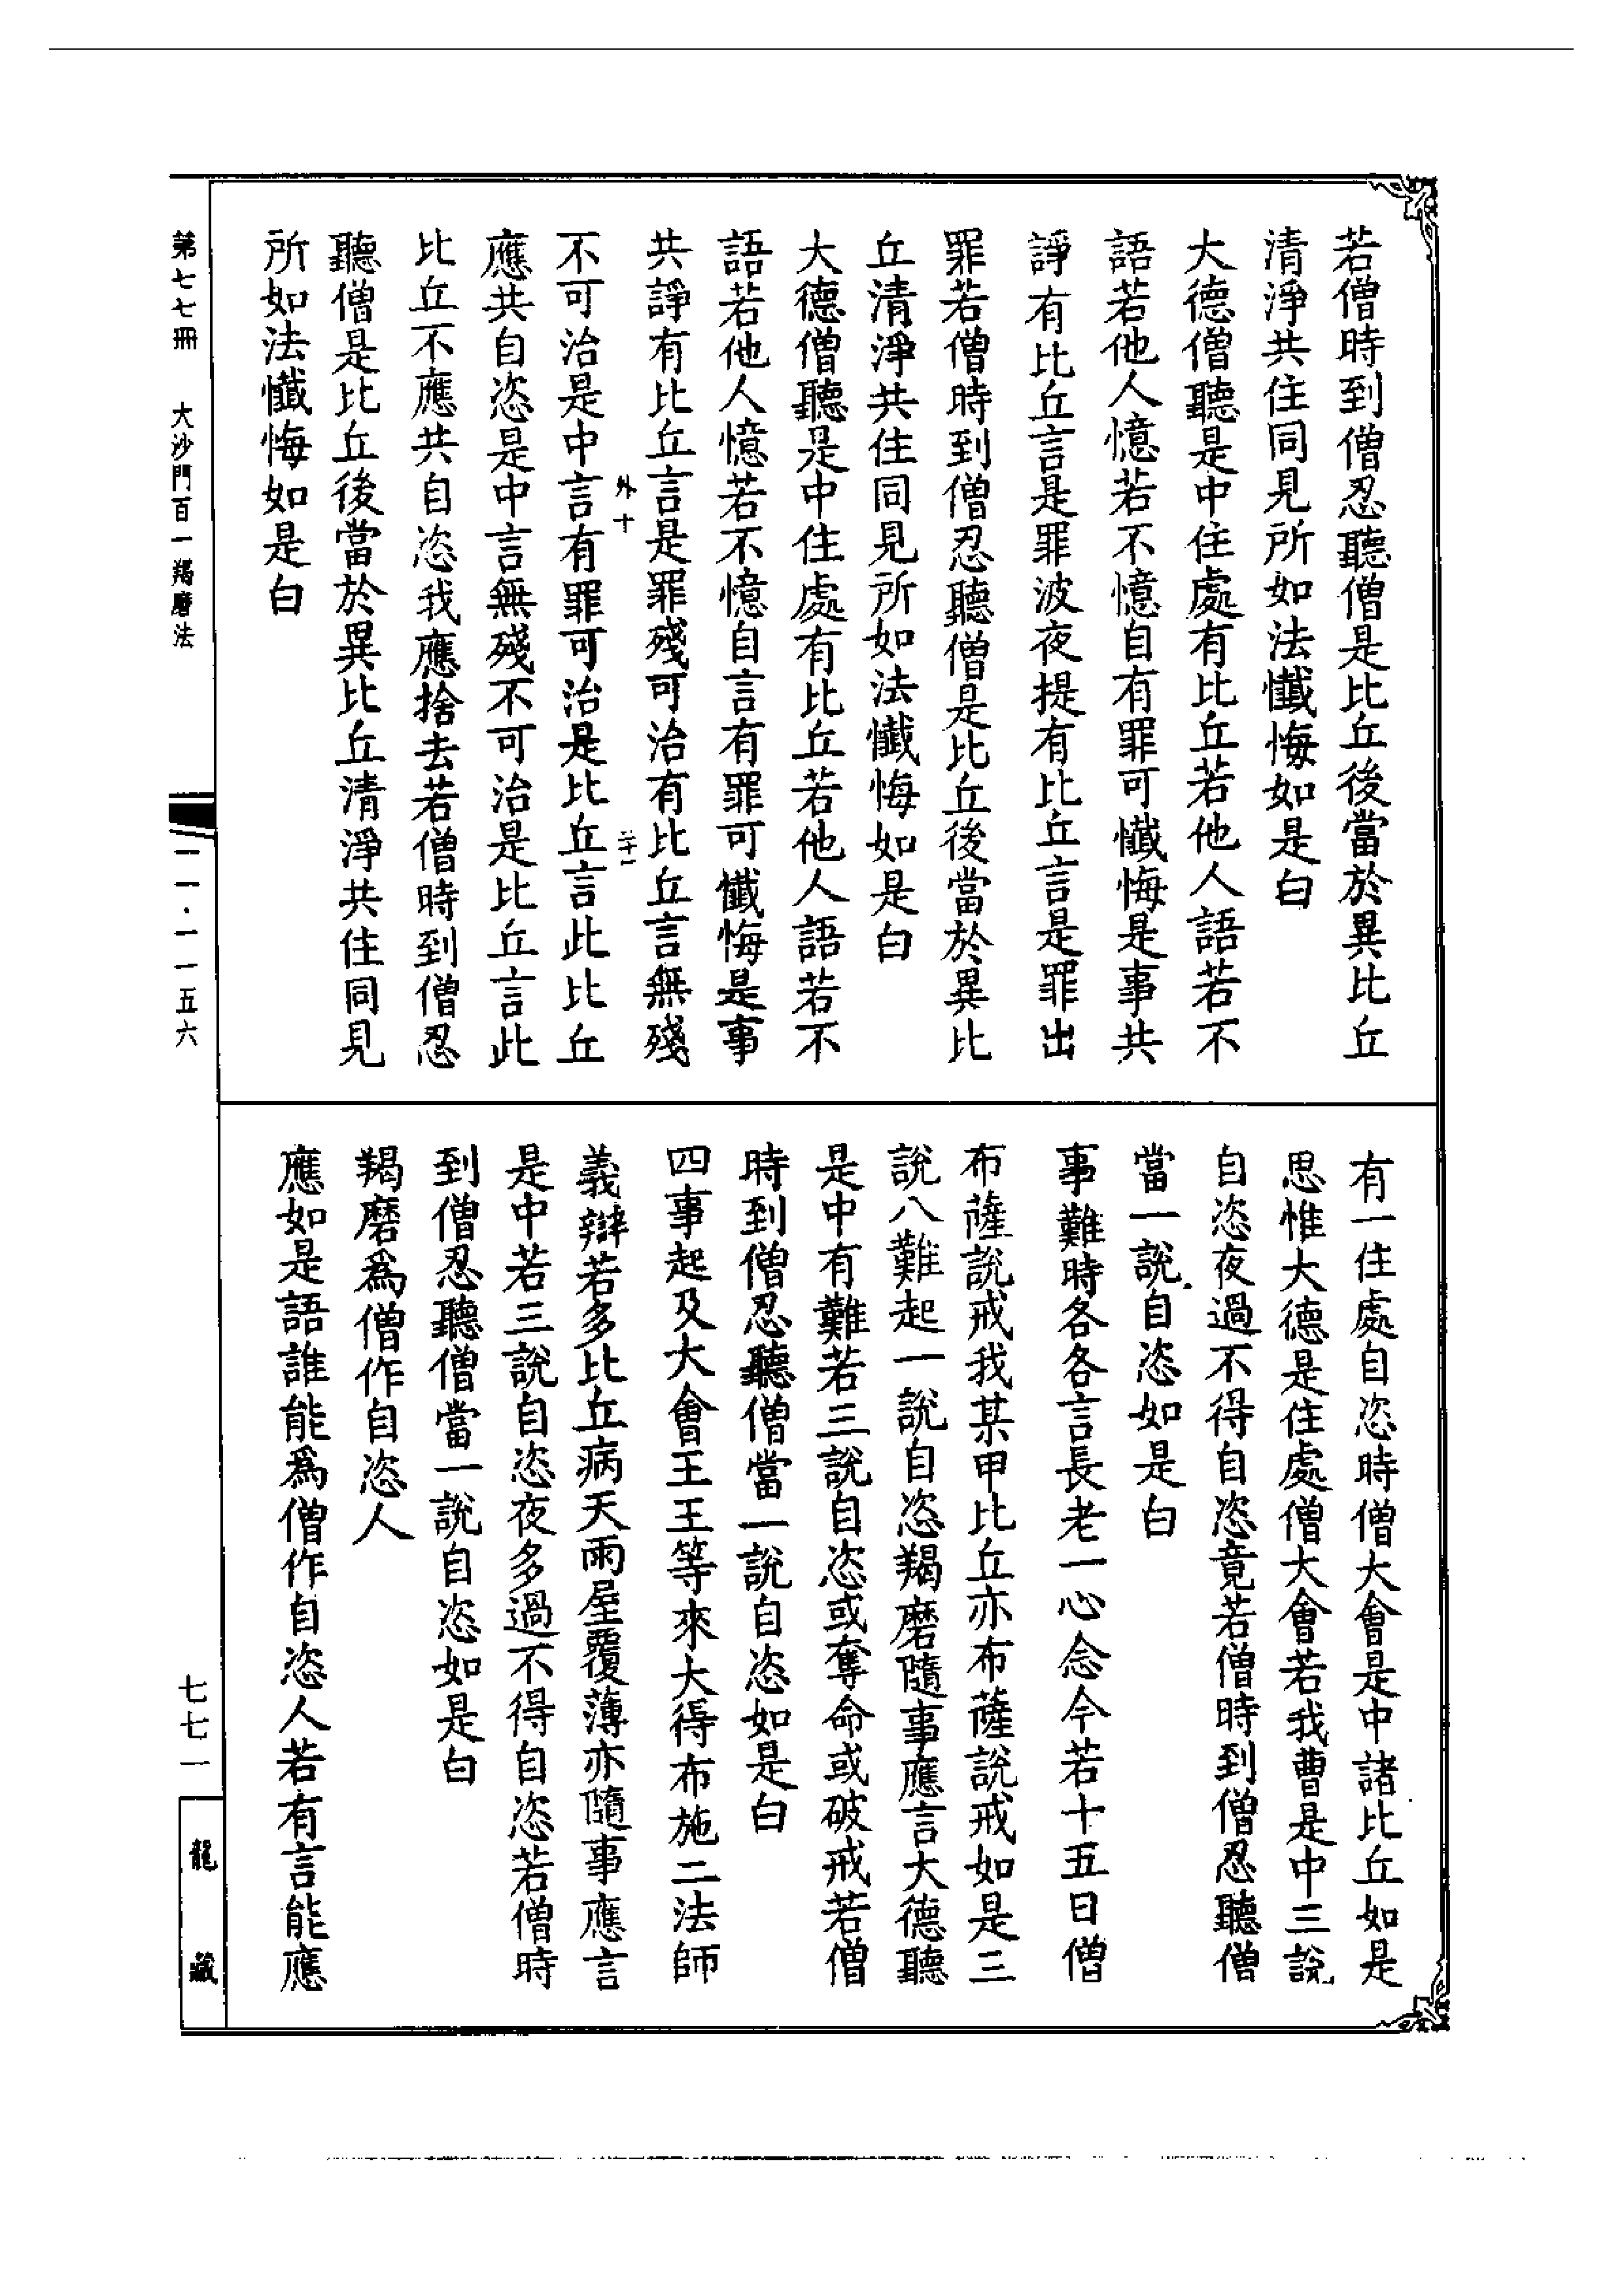 若僧時到僧忍聽僧是比丘後當於異比丘
清淨共住同見所如法懺悔如是白
大德僧聽是中住處有比丘若他人語若不
語若他人憶若不憶自有罪可懺悔是事共
諍有比丘言是罪波夜提有比丘言是罪出
罪若僧時到僧忍聽僧是比丘後當於異比
丘清淨共住同見所如法懺悔如是白
大德僧聽是中住處有比丘若他人語若不
語若他人憶若不憶自言有罪可懺悔是事
共諍有比丘言是罪殘可治有比丘言無殘
外十 二十一
不可治是中言有罪可治是比丘言此比丘
應共自恣是中言無殘不可治是比丘言此
比丘不應共自恣我應捨去若僧時到僧忍
聽僧是比丘後當於異比丘清淨共住同見
所如法懺悔如是白
有一住處自恣時僧大會是中諸比丘如是
思惟大德是住處僧大會若我曹是中三說
自恣夜過不得自恣竟若僧時到僧忍聽僧
當一說自恣如是白
事難時各各言長老一心念今若十五日僧
布薩說戒我某甲比丘亦布薩說戒如是三
說八難起一說自恣羯磨隨事應言大德聽
是中有難若三說自恣或奪命或破戒若僧
時到僧忍聽僧當一說自恣如是白
四事起及大會王王等來大得布施二法師
義辯若多比丘病天雨屋覆薄亦隨事應言
是中若三說自恣夜多過不得自恣若僧時
到僧忍聽僧當一說自恣如是白
羯磨爲僧作自恣人
應如是語誰能爲僧作自恣人若有言能應
第七七冊 大沙門百一羯磨法
一一·一一五六
七七一
龍藏